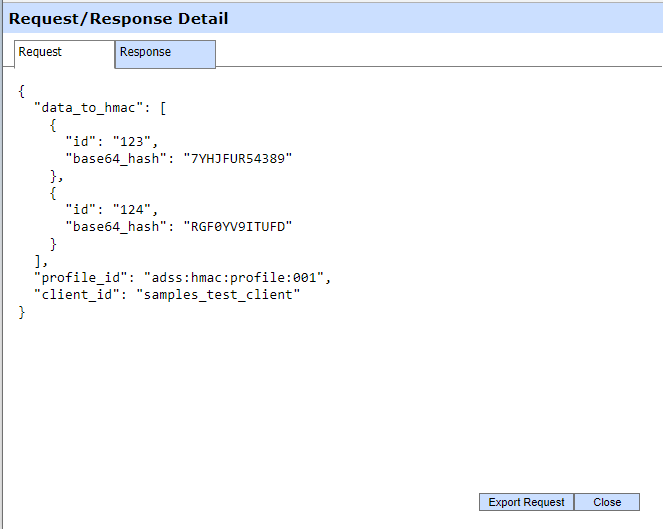 Request/Response Detail
Request
Response
{
"data_to_hmac": [
{
"id": "123",
"base64_hash": "7YHJFUR54389"
},
{
"id": "124",
"base64_hash": "RGF0YV9ITUFD"
}
],
"profile_id": "adss:hmac:profile:001",
"client_id": "samples_test_client"
}
Export Request
Close